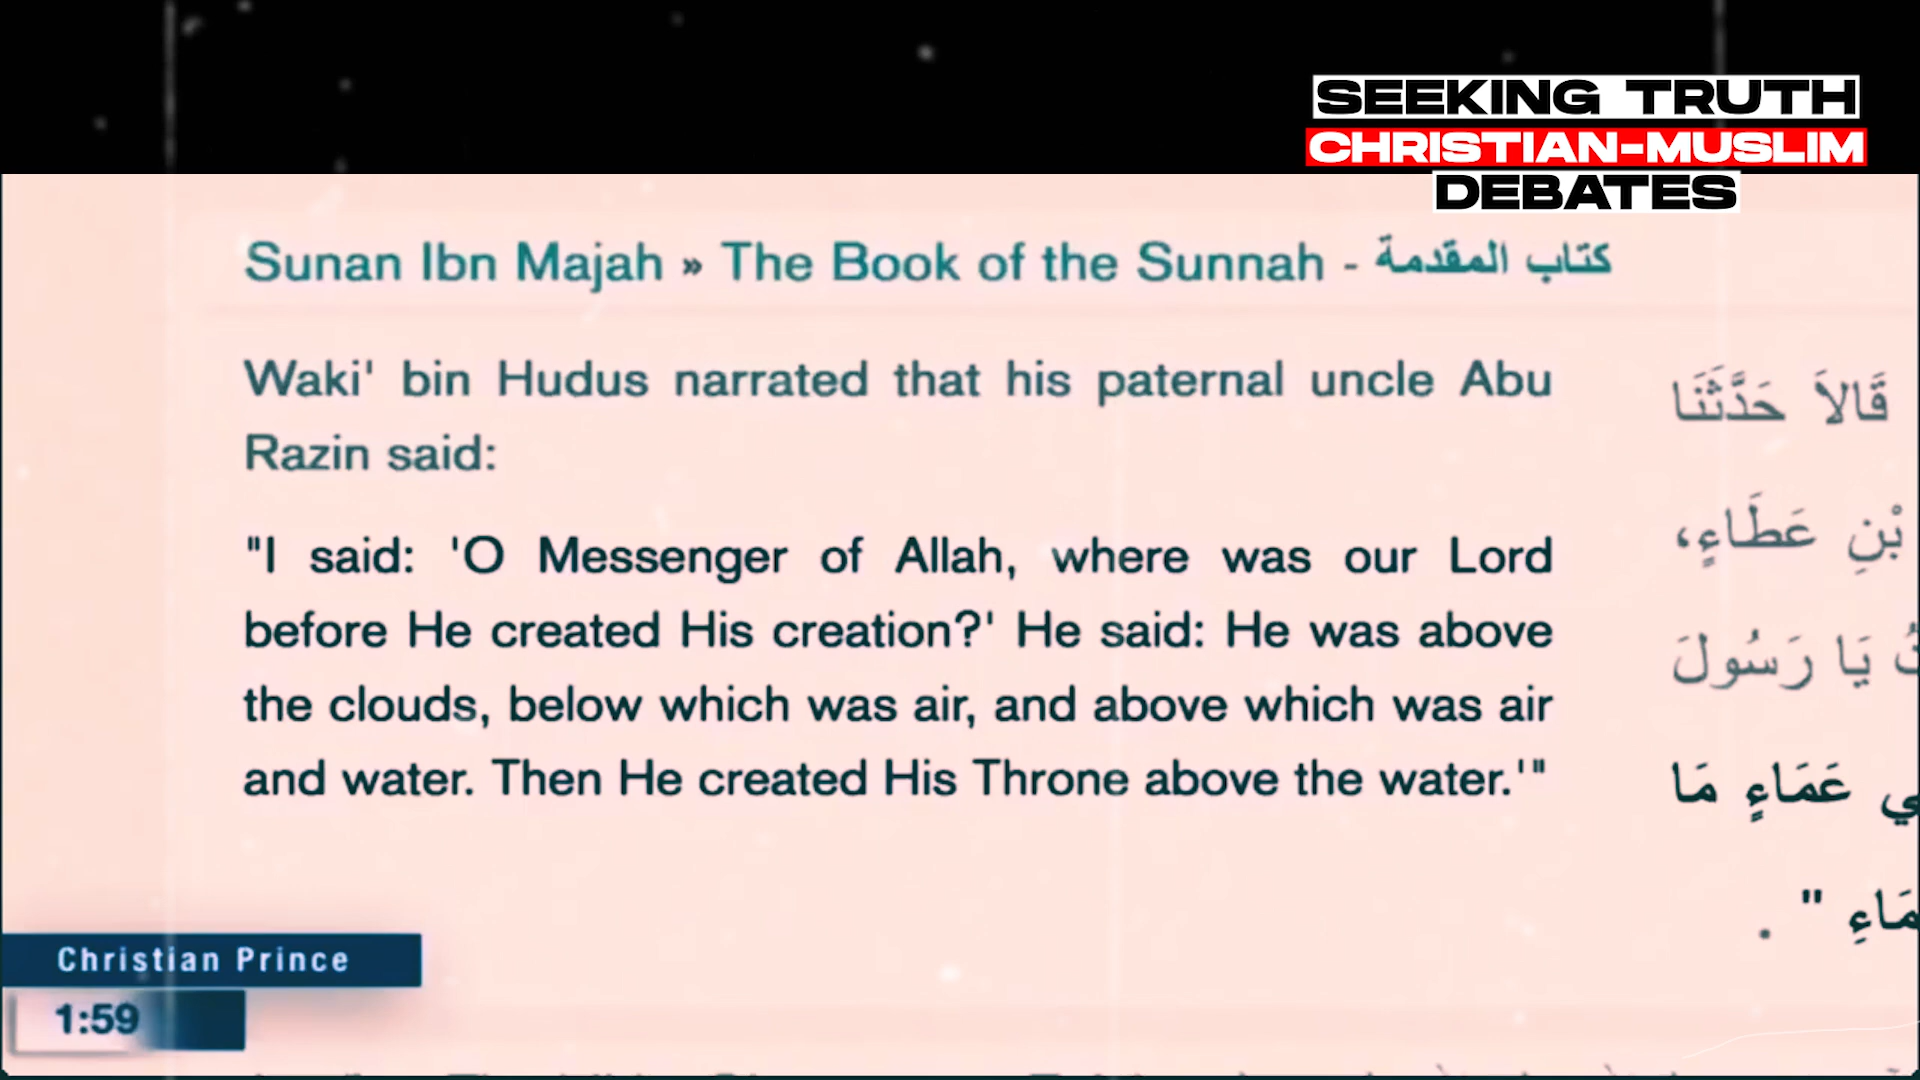 SEEKING TRUTH
CHRISTIAN-MUSLIM
DEBATES
Sunan Ibn Majah » The Book of the Sunnah - كتاب المقدمة
Waki' bin Hudus narrated that his paternal uncle Abu
Razin said:
"I said: 'O Messenger of Allah, where was our Lord
before He created His creation?' He said: He was above
the clouds, below which was air, and above which was air
and water. Then He created His Throne above the water.'"
قَالاَ حَدَّثَنَا
بْنِ عَطَاءٍ،
يَا رَسُولَ
عَمَاءٍ مَا
" .
Christian Prince
1:59